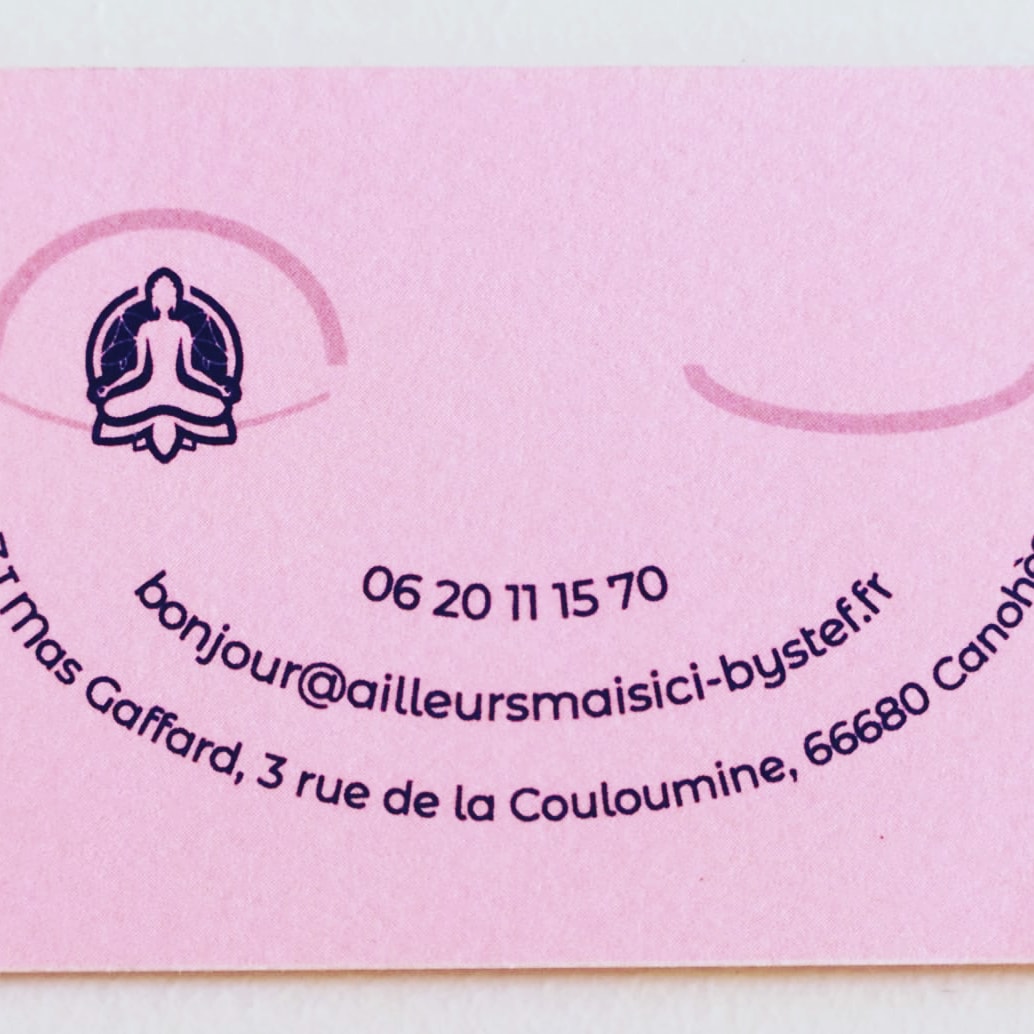 06 20 11 15 70
bonjour@ailleursmaisici-bystef.fr
Mas Gaffard, 3 rue de la Couloumine, 66680